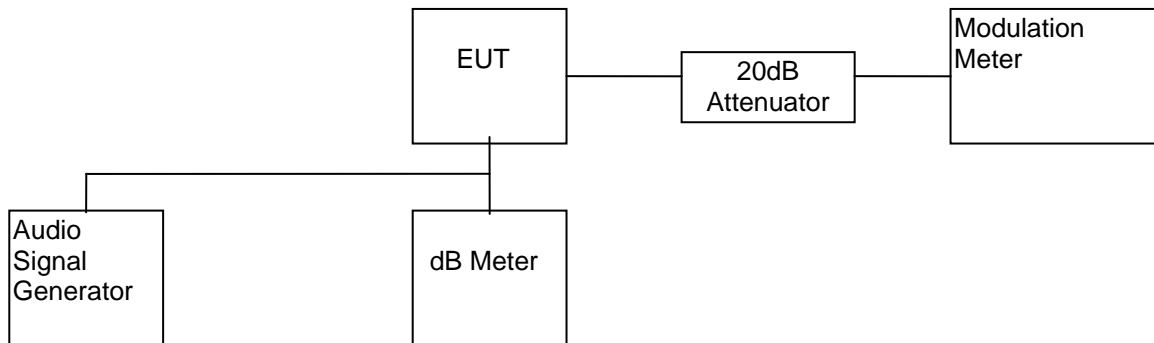 EUT
20dB
Attenuator
Modulation
Meter
Audio
Signal
Generator
dB Meter